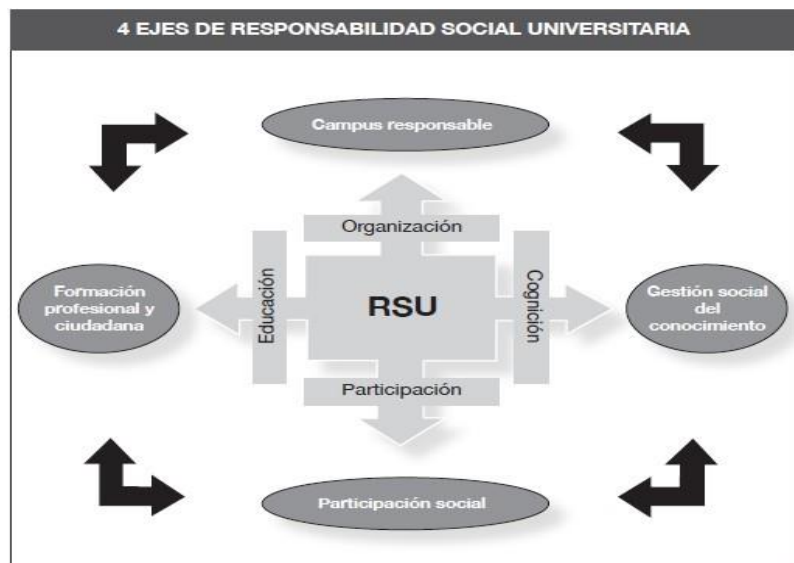 4 EJES DE RESPONSABILIDAD SOCIAL UNIVERSITARIA
Campus responsable
Organización
Educación
Formación
profesional y
ciudadana
RSU
Cognición
Gestión social
del
conocimiento
Participación
Participación social